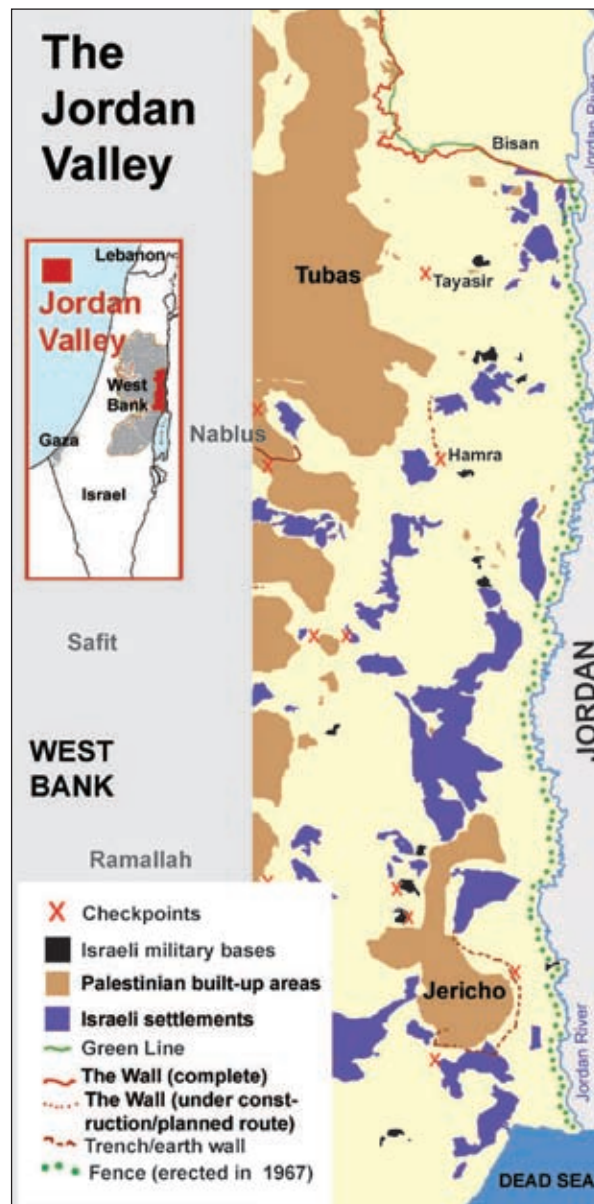 The
Jordan
Valley
Lebanon
Jordan
Valley
West
Bank
Gaza
Israel
Jordan River
Bisan
Tubas
Tayasir
Nablus
Hamra
Safit
JORDAN
WEST
BANK
Ramallah
Jericho
Jordan River
DEAD SEA
X Checkpoints
Israeli military bases
Palestinian built-up areas
Israeli settlements
Green Line
The Wall (complete)
The Wall (under const-
ruction/planned route)
Trench/earth wall
Fence (erected in 1967)